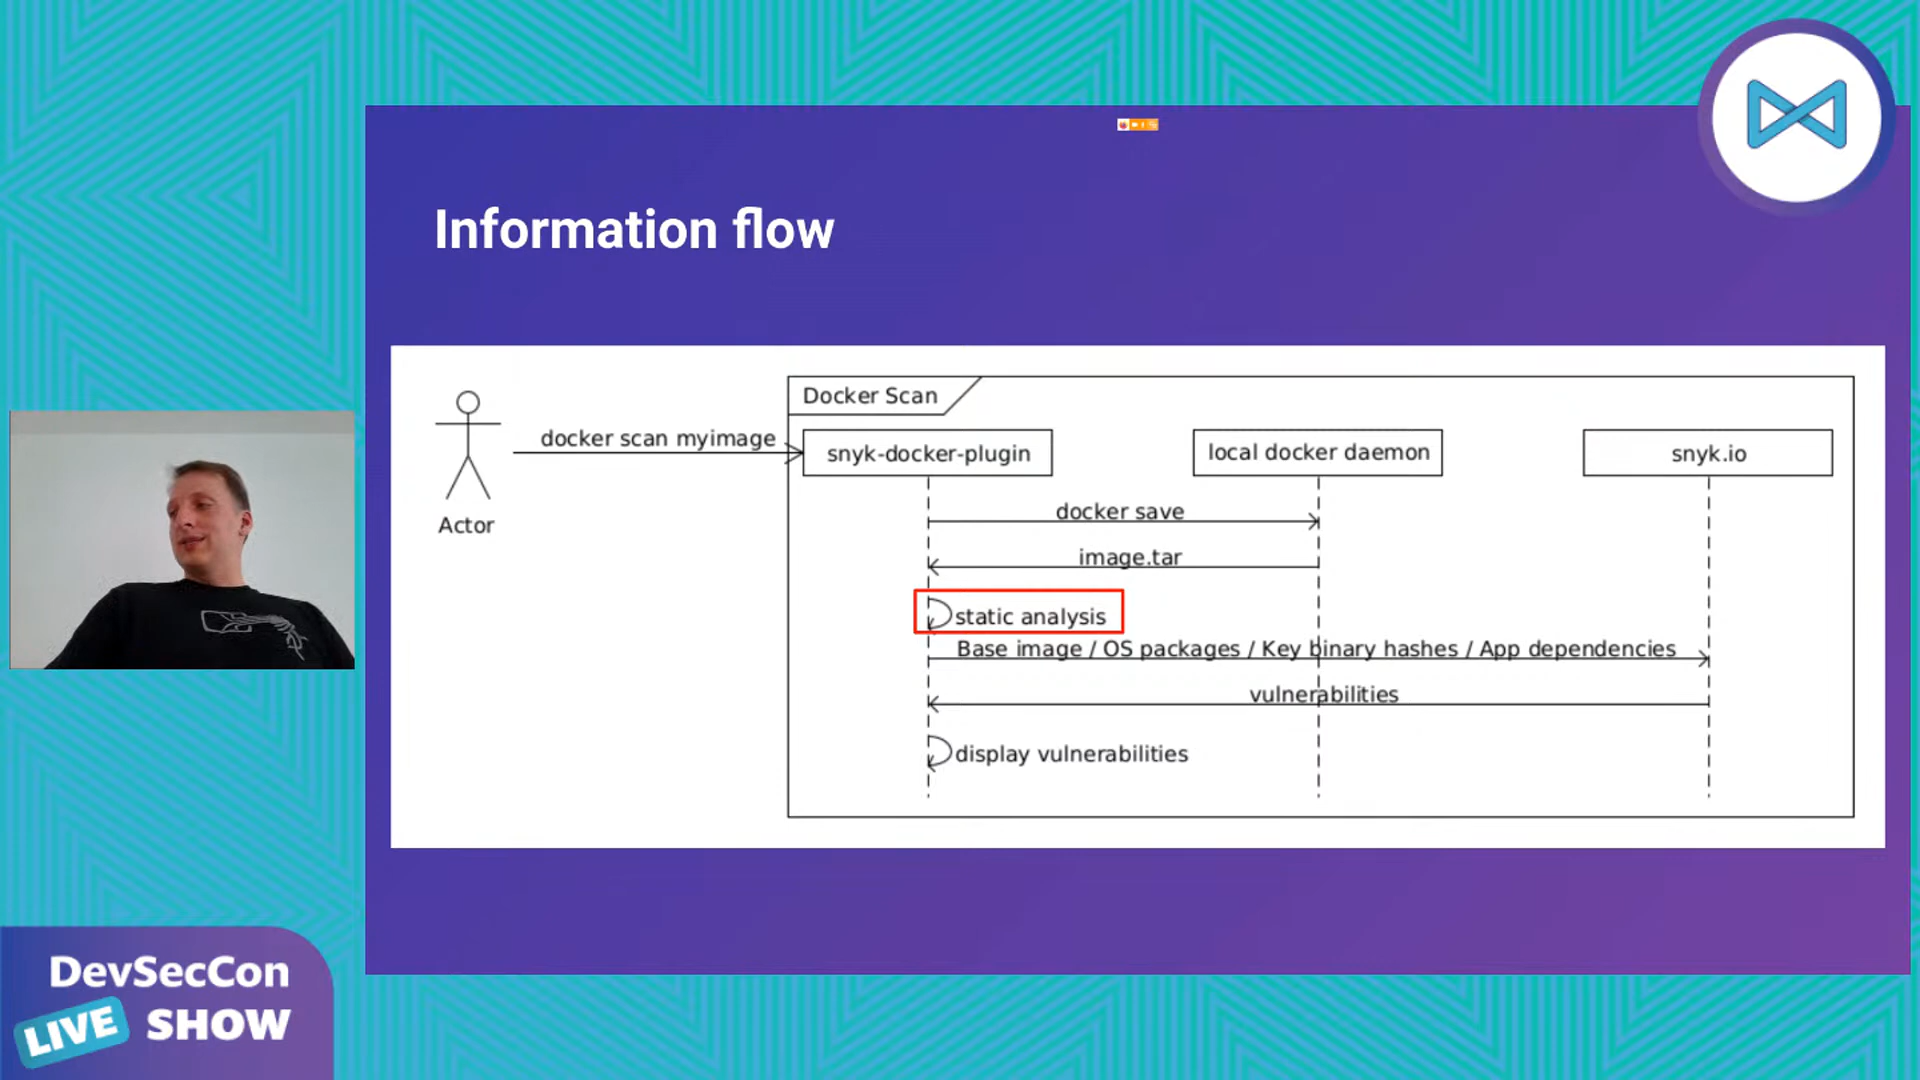 Information flow
Docker Scan
docker scan myimage
snyk-docker-plugin
local docker daemon
snyk.io
Actor
docker save
image.tar
static analysis
Base image / OS packages / Key binary hashes / App dependencies
vulnerabilities
display vulnerabilities
DevSecCon
LIVE SHOW